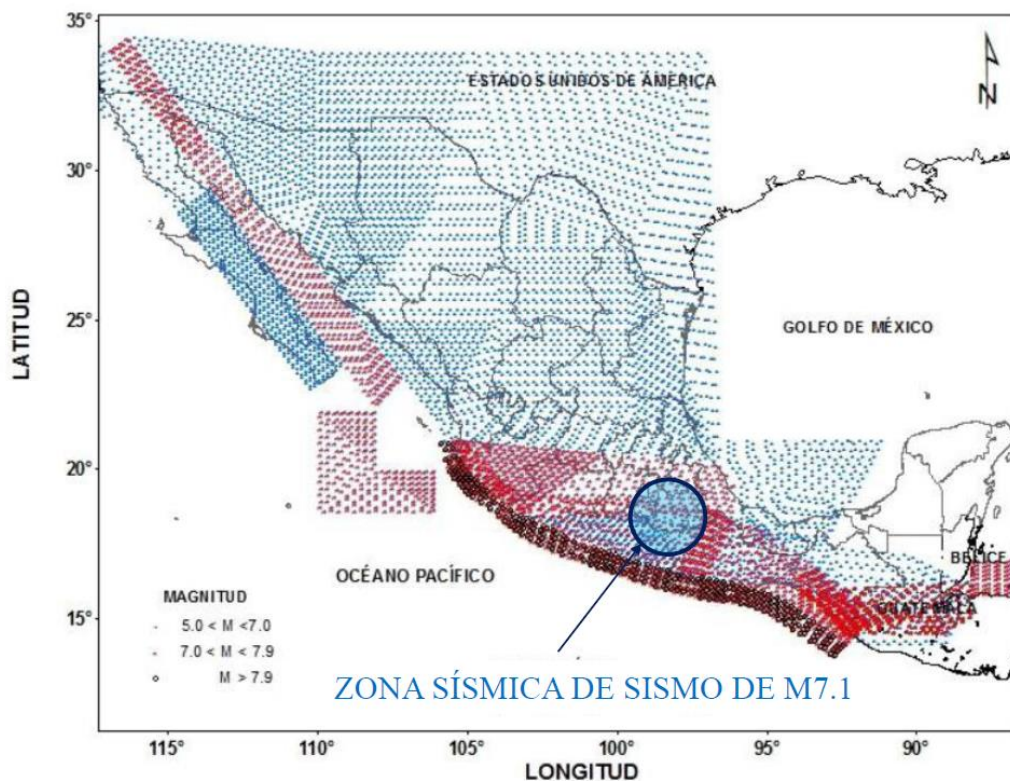 35°
ESTADOS UNIDOS DE AMÉRICA
N
30°
LATITUD
25°
GOLFO DE MÉXICO
20°
BELICE
OCÉANO PACÍFICO
MAGNITUD
GUATEMALA
15°
5.0 < M <7.0
7.0 < M < 7.9
M > 7.9
ZONA SÍSMICA DE SISMO DE M7.1
115° 110° 105° 100° 95° 90°
LONGITUD